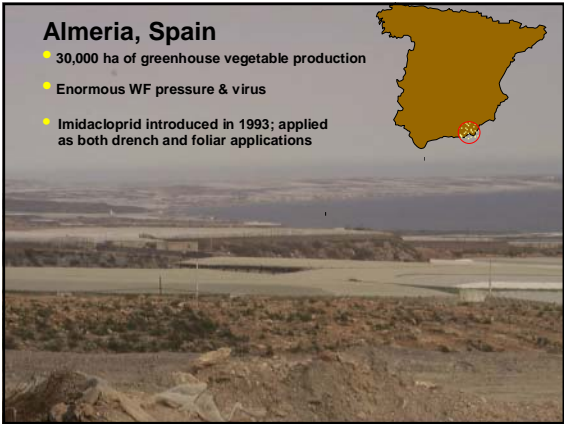 Almeria, Spain
30,000 ha of greenhouse vegetable production
Enormous WF pressure & virus
Imidacloprid introduced in 1993; applied
as both drench and foliar applications